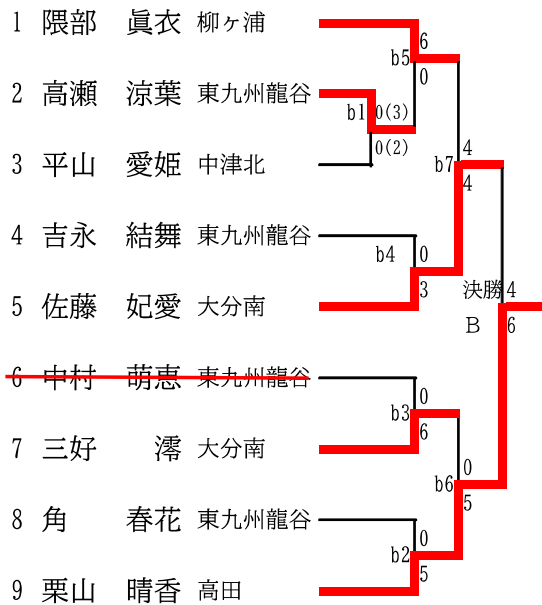 1 隈部 眞衣 柳ヶ浦
6
b5
0
2 高瀬 涼葉 東九州龍谷
b1 0(3)
0(2)
4
b7
4
3 平山 愛姫 中津北
4 吉永 結舞 東九州龍谷
b4 0
3
5 佐藤 妃愛 大分南
決勝 4
B 6
6 中村 萌恵 東九州龍谷
0
b3
6
7 三好 澪 大分南
0
b6
5
8 角 春花 東九州龍谷
0
b2
5
9 栗山 晴香 高田